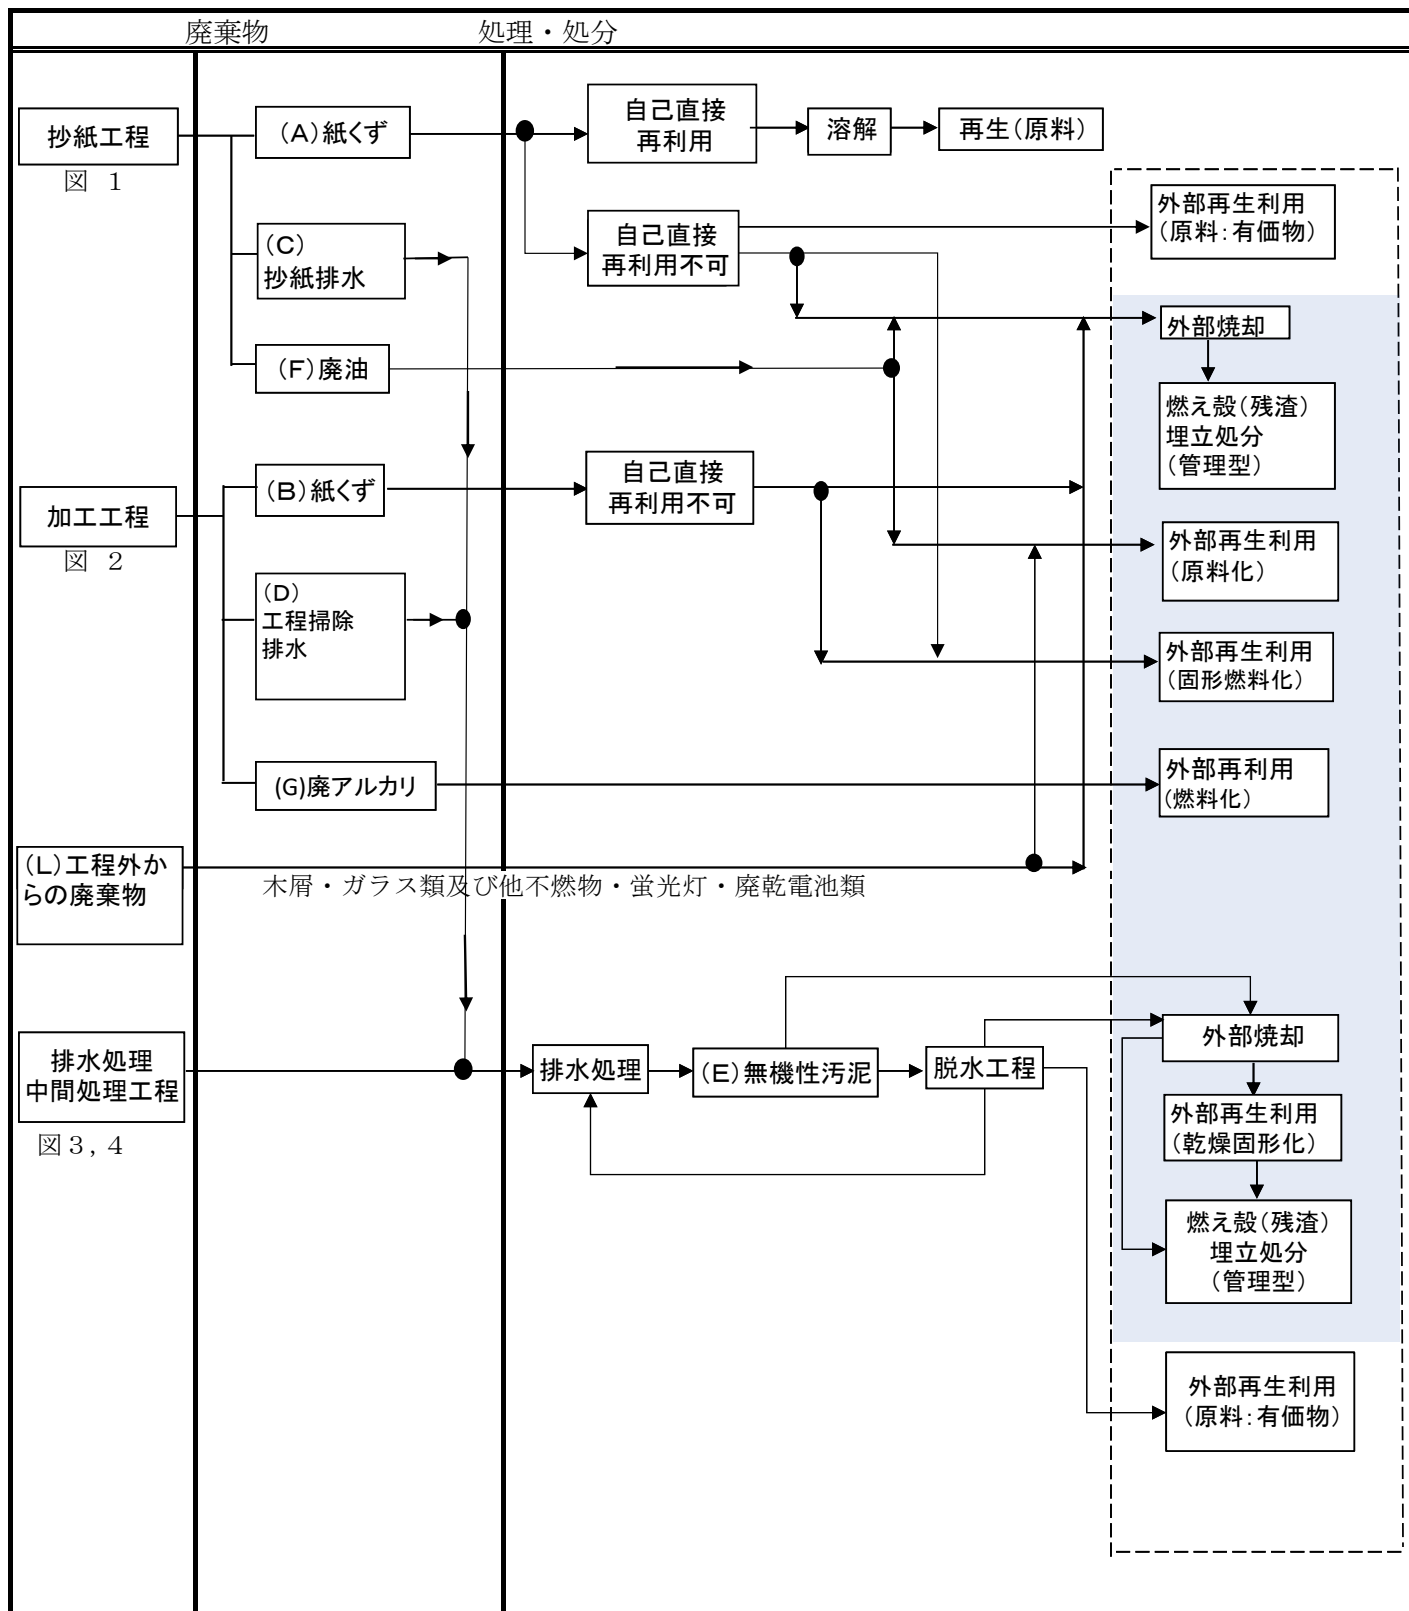 廃棄物 処理・処分
抄紙工程
図 1
(A)紙くず
自己直接
再利用
溶解
再生(原料)
(C)
抄紙排水
自己直接
再利用不可
外部再生利用
(原料:有価物)
(F)廃油
外部焼却
燃え殻(残渣)
埋立処分
(管理型)
加工工程
図 2
(B)紙くず
自己直接
再利用不可
外部再生利用
(原料化)
(D)
工程掃除
排水
外部再生利用
(固形燃料化)
(G)廃アルカリ
外部再利用
(燃料化)
(L)工程外か
らの廃棄物
木屑・ガラス類及び他不燃物・蛍光灯・廃乾電池類
排水処理
中間処理工程
図3,4
排水処理
(E)無機性汚泥
脱水工程
外部焼却
外部再生利用
(乾燥固形化)
燃え殻(残渣)
埋立処分
(管理型)
外部再生利用
(原料:有価物)